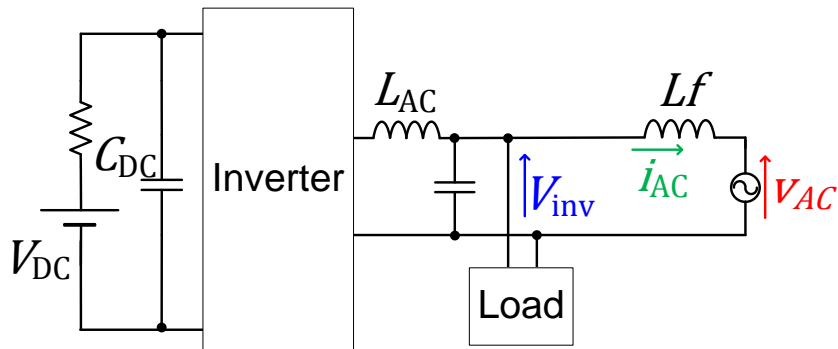 L_AC
Lf
C_DC
Inverter
V_inv
i_AC
v_AC
V_DC
Load